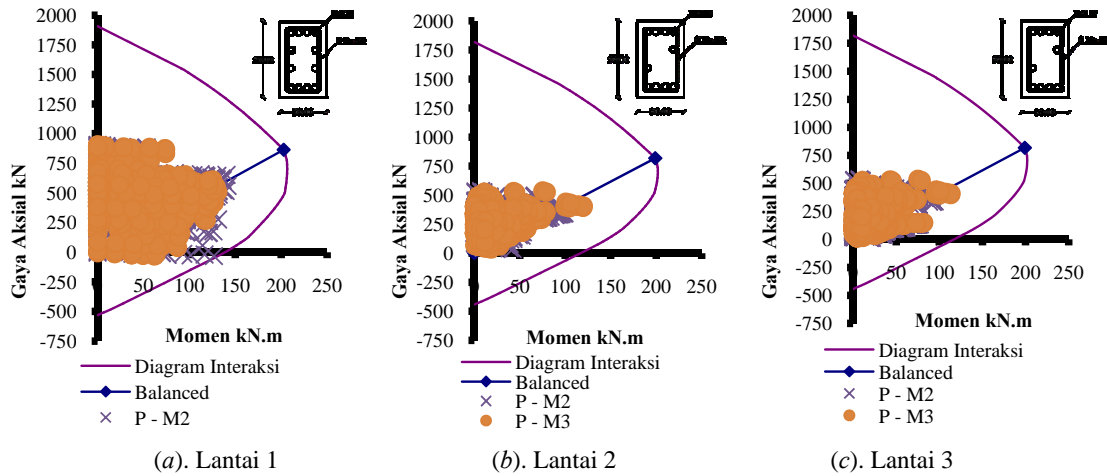 2000
1750
1500
1250
1000
750
500
250
0
-250
-500
-750
50 100 150 200 250
Gaya Aksial kN
Momen kN.m
Diagram Interaksi
Balanced
P - M2
(a). Lantai 1
2000
1750
1500
1250
1000
750
500
250
0
-250
-500
-750
50 100 150 200 250
Gaya Aksial kN
Momen kN.m
Diagram Interaksi
Balanced
P - M2
P - M3
(b). Lantai 2
2000
1750
1500
1250
1000
750
500
250
0
-250
-500
-750
50 100 150 200 250
Gaya Aksial kN
Momen kN.m
Diagram Interaksi
Balanced
P - M2
P - M3
(c). Lantai 3